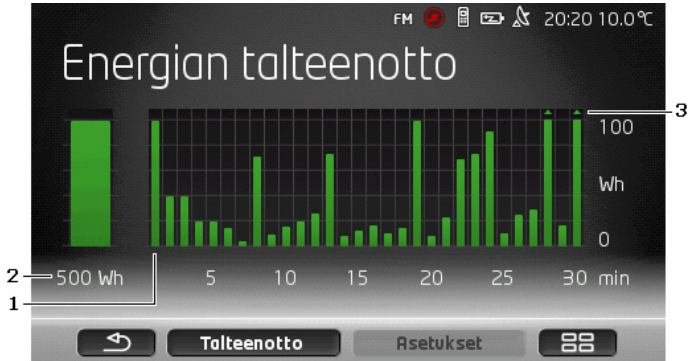 FM 20:20 10.0°C
Energian talteenotto
3
100
Wh
0
2 500 Wh 5 10 15 20 25 30 min
1
Talteenotto Asetukset